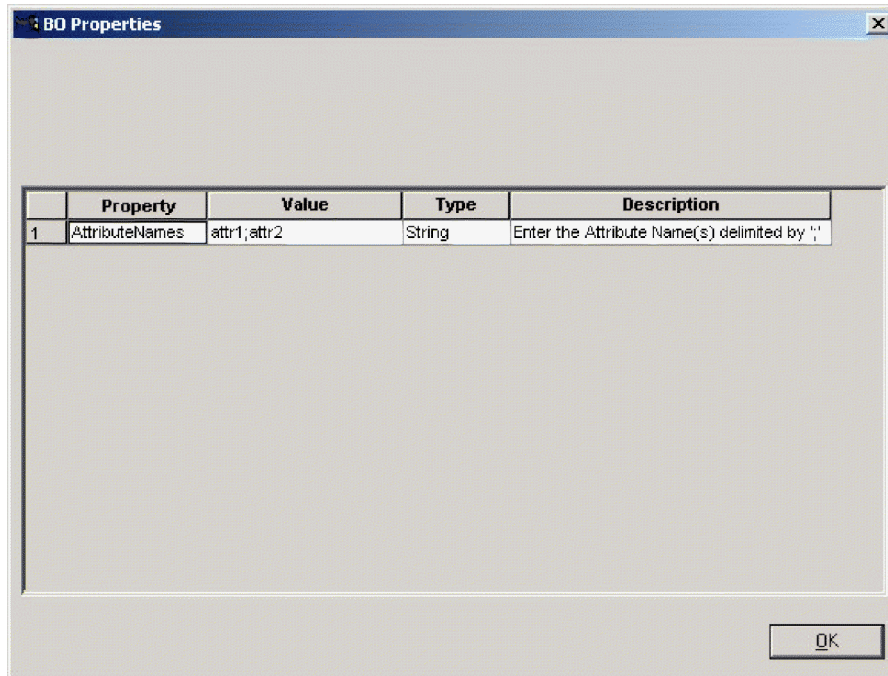 BO Properties
Property Value Type Description
1 AttributeNames attr1;attr2 String Enter the Attribute Name(s) delimited by ';'
OK